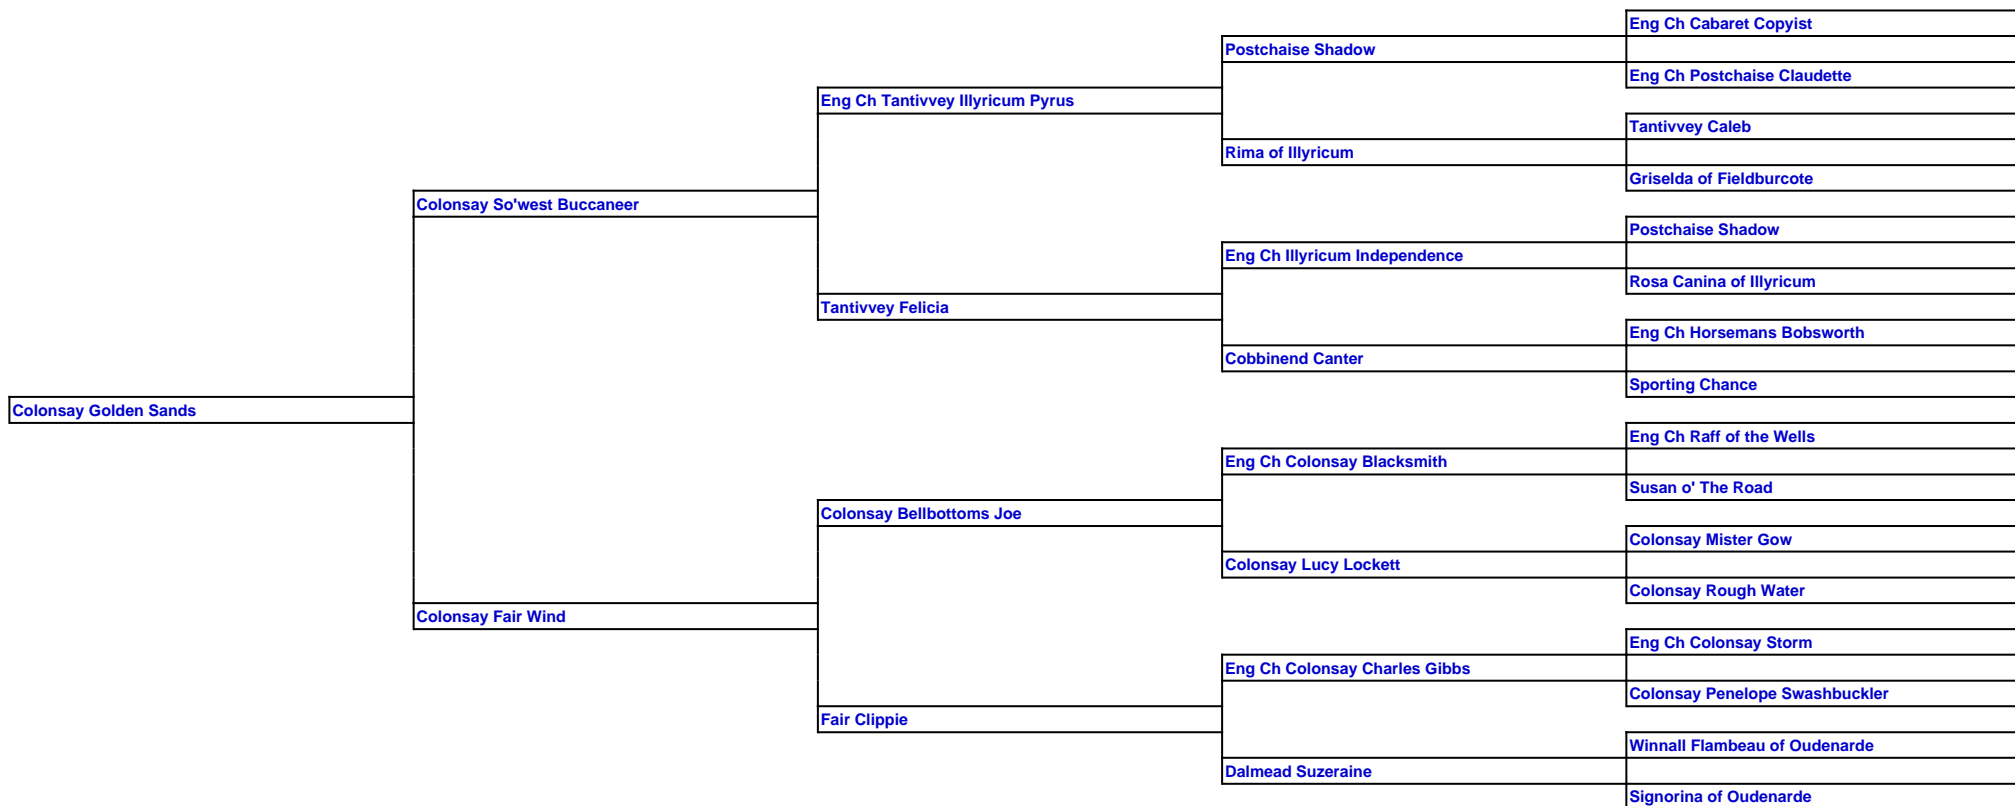 Eng Ch Cabaret Copyist
Postchaise Shadow
Eng Ch Postchaise Claudette
Eng Ch Tantivvey Illyricum Pyrus
Tantivvey Caleb
Rima of Illyricum
Griselda of Fieldburcote
Colonsay So'west Buccaneer
Postchaise Shadow
Eng Ch Illyricum Independence
Rosa Canina of Illyricum
Tantivvey Felicia
Eng Ch Horsemans Bobsworth
Cobbinend Canter
Sporting Chance
Colonsay Golden Sands
Eng Ch Raff of the Wells
Eng Ch Colonsay Blacksmith
Susan o' The Road
Colonsay Bellbottoms Joe
Colonsay Mister Gow
Colonsay Lucy Lockett
Colonsay Rough Water
Colonsay Fair Wind
Eng Ch Colonsay Storm
Eng Ch Colonsay Charles Gibbs
Colonsay Penelope Swashbuckler
Fair Clippie
Winnall Flambeau of Oudenarde
Dalmead Suzeraine
Signorina of Oudenarde